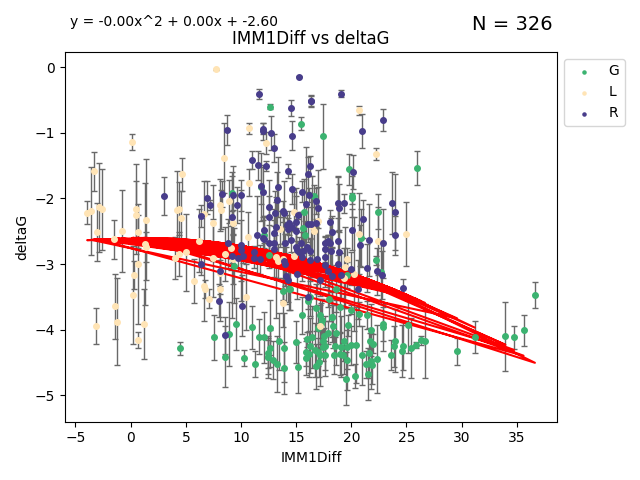 y = -0.00x^2 + 0.00x + -2.60
N = 326
IMM1Diff vs deltaG
G
L
R
deltaG
0
−1
−2
−3
−4
−5
−5 0 5 10 15 20 25 30 35
IMM1Diff